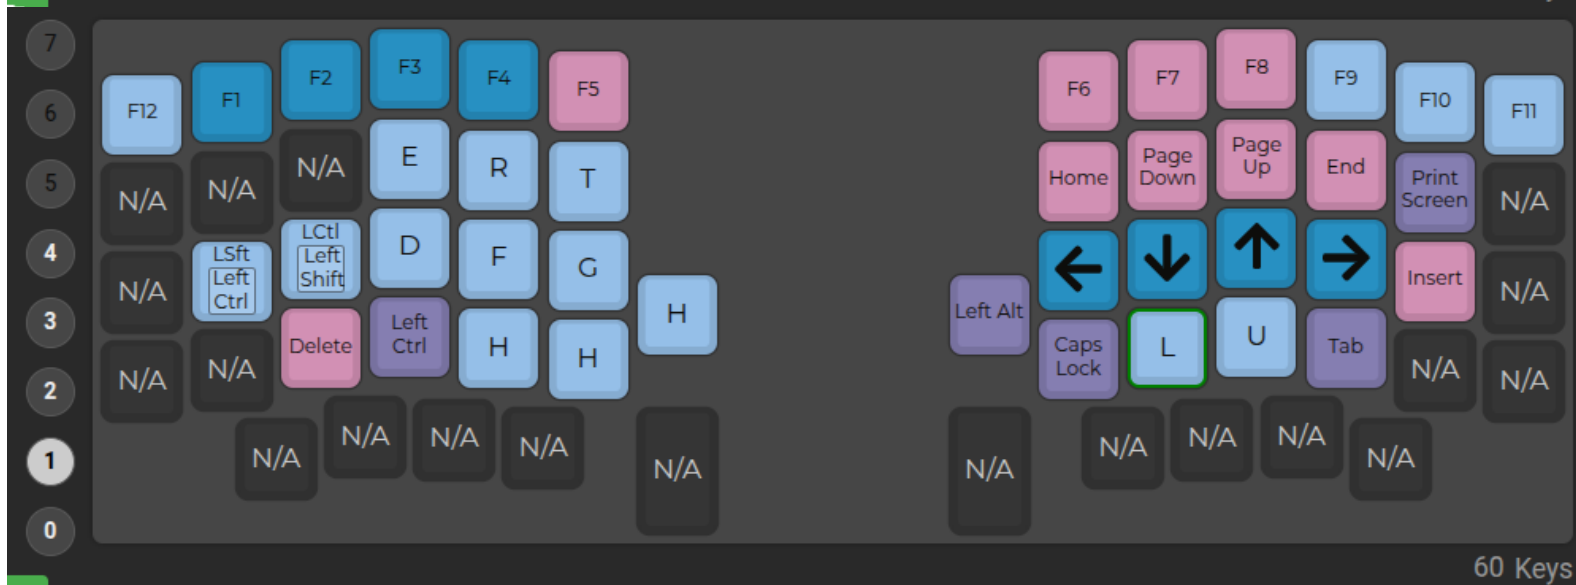 7
6
5
4
3
2
1
0
F12
F1
F2
F3
F4
F5
F6
F7
F8
F9
F10
F11
N/A
N/A
N/A
E
R
T
Home
Page
Down
Page
Up
End
Print
Screen
N/A
N/A
LSft
Left
Ctrl
LCtl
Left
Shift
D
F
G
Insert
N/A
N/A
N/A
Delete
Left
Ctrl
H
H
H
Left Alt
Caps
Lock
L
U
Tab
N/A
N/A
N/A
N/A
N/A
N/A
N/A
N/A
N/A
N/A
N/A
N/A
60 Keys